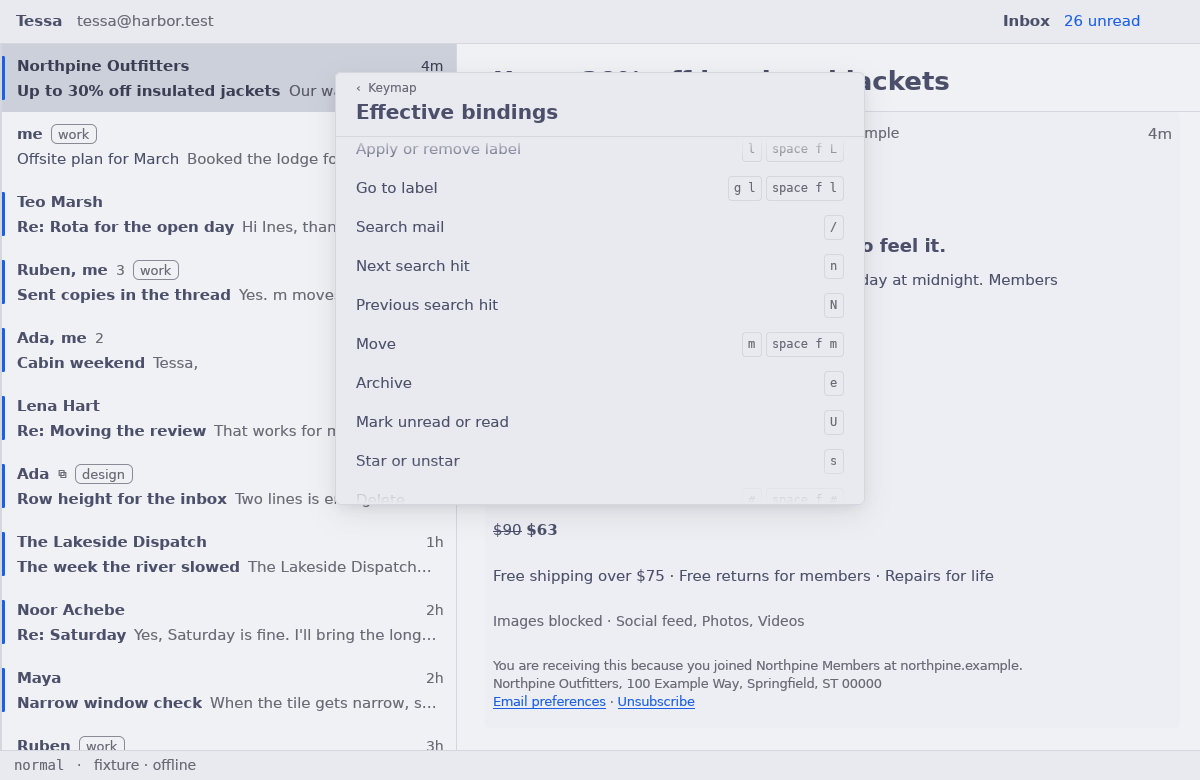 Tessa tessa@harbor.test
Inbox 26 unread
Northpine Outfitters 4m
Up to 30% off insulated jackets Our
me work
Offsite plan for March Booked the lodge
Teo Marsh
Re: Rota for the open day Hi Ines,
Ruben, me 3 work
Sent copies in the thread Yes. m move
Ada, me 2
Cabin weekend Tessa,
Lena Hart
Re: Moving the review That works for
Ada design
Row height for the inbox Two lines is
The Lakeside Dispatch 1h
The week the river slowed The Lakeside Dispatch…
Noor Achebe 2h
Re: Saturday Yes, Saturday is fine. I'll bring the long…
Maya 2h
Narrow window check When the tile gets narrow, s…
Ruben work 3h
‹ Keymap
Effective bindings
Apply or remove label l space f L
Go to label g l space f l
Search mail /
Next search hit n
Previous search hit N
Move m space f m
Archive e
Mark unread or read U
Star or unstar s
Delete # space f #
jackets
4m
feel it.
at midnight. Members
$90 $63
Free shipping over $75 · Free returns for members · Repairs for life
Images blocked · Social feed, Photos, Videos
You are receiving this because you joined Northpine Members at northpine.example.
Northpine Outfitters, 100 Example Way, Springfield, ST 00000
Email preferences · Unsubscribe
normal · fixture · offline